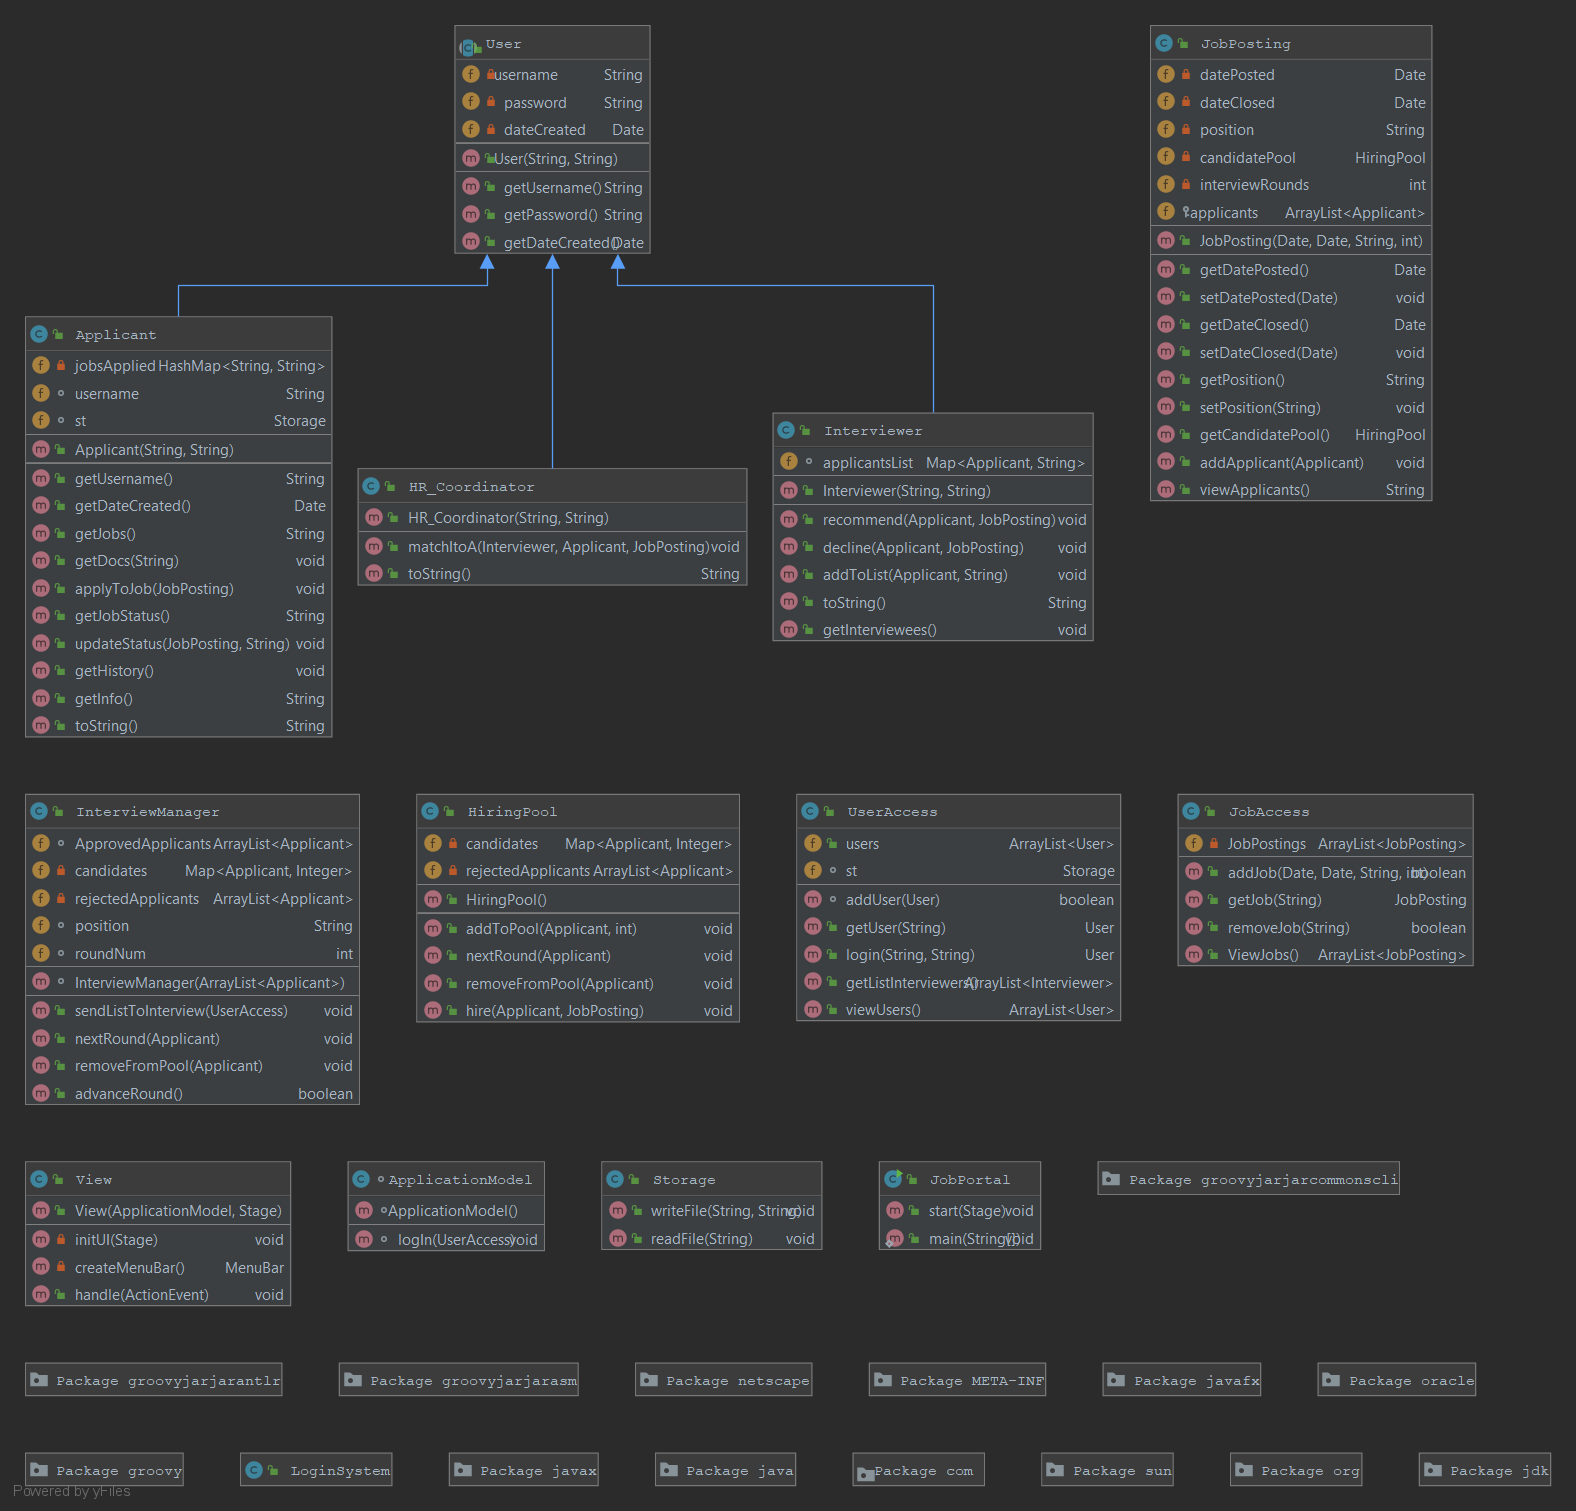 User
username String
password String
dateCreated Date
User(String, String)
getUsername() String
getPassword() String
getDateCreated() Date
JobPosting
datePosted Date
dateClosed Date
position String
candidatePool HiringPool
interviewRounds int
applicants ArrayList<Applicant>
JobPosting(Date, Date, String, int)
getDatePosted() Date
setDatePosted(Date) void
getDateClosed() Date
setDateClosed(Date) void
getPosition() String
setPosition(String) void
getCandidatePool() HiringPool
addApplicant(Applicant) void
viewApplicants() String
Applicant
jobsApplied HashMap<String, String>
username String
st Storage
Applicant(String, String)
getUsername() String
getDateCreated() Date
getJobs() String
getDocs(String) void
applyToJob(JobPosting) void
getJobStatus() String
updateStatus(JobPosting, String) void
getHistory() void
getInfo() String
toString() String
HR_Coordinator
HR_Coordinator(String, String)
matchItoA(Interviewer, Applicant, JobPosting) void
toString() String
Interviewer
applicantsList Map<Applicant, String>
Interviewer(String, String)
recommend(Applicant, JobPosting) void
decline(Applicant, JobPosting) void
addToList(Applicant, String) void
toString() String
getInterviewees() void
InterviewManager
ApprovedApplicants ArrayList<Applicant>
candidates Map<Applicant, Integer>
rejectedApplicants ArrayList<Applicant>
position String
roundNum int
InterviewManager(ArrayList<Applicant>)
sendListToInterview(UserAccess) void
nextRound(Applicant) void
removeFromPool(Applicant) void
advanceRound() boolean
HiringPool
candidates Map<Applicant, Integer>
rejectedApplicants ArrayList<Applicant>
HiringPool()
addToPool(Applicant, int) void
nextRound(Applicant) void
removeFromPool(Applicant) void
hire(Applicant, JobPosting) void
UserAccess
users ArrayList<User>
st Storage
addUser(User) boolean
getUser(String) User
login(String, String) User
getListInterviewers() ArrayList<Interviewer>
viewUsers() ArrayList<User>
JobAccess
JobPostings ArrayList<JobPosting>
addJob(Date, Date, String, int) boolean
getJob(String) JobPosting
removeJob(String) boolean
ViewJobs() ArrayList<JobPosting>
View
View(ApplicationModel, Stage)
initUI(Stage) void
createMenuBar() MenuBar
handle(ActionEvent) void
ApplicationModel
ApplicationModel()
logIn(UserAccess) void
Storage
writeFile(String, String) void
readFile(String) void
JobPortal
start(Stage) void
main(String[]) void
Package groovyjarjarcommonscli
Package groovyjarjarantlr
Package groovyjarjarasm
Package netscape
Package META-INF
Package javafx
Package oracle
Package groovy
LoginSystem
Package javax
Package java
Package com
Package sun
Package org
Package jdk
Powered by yFiles